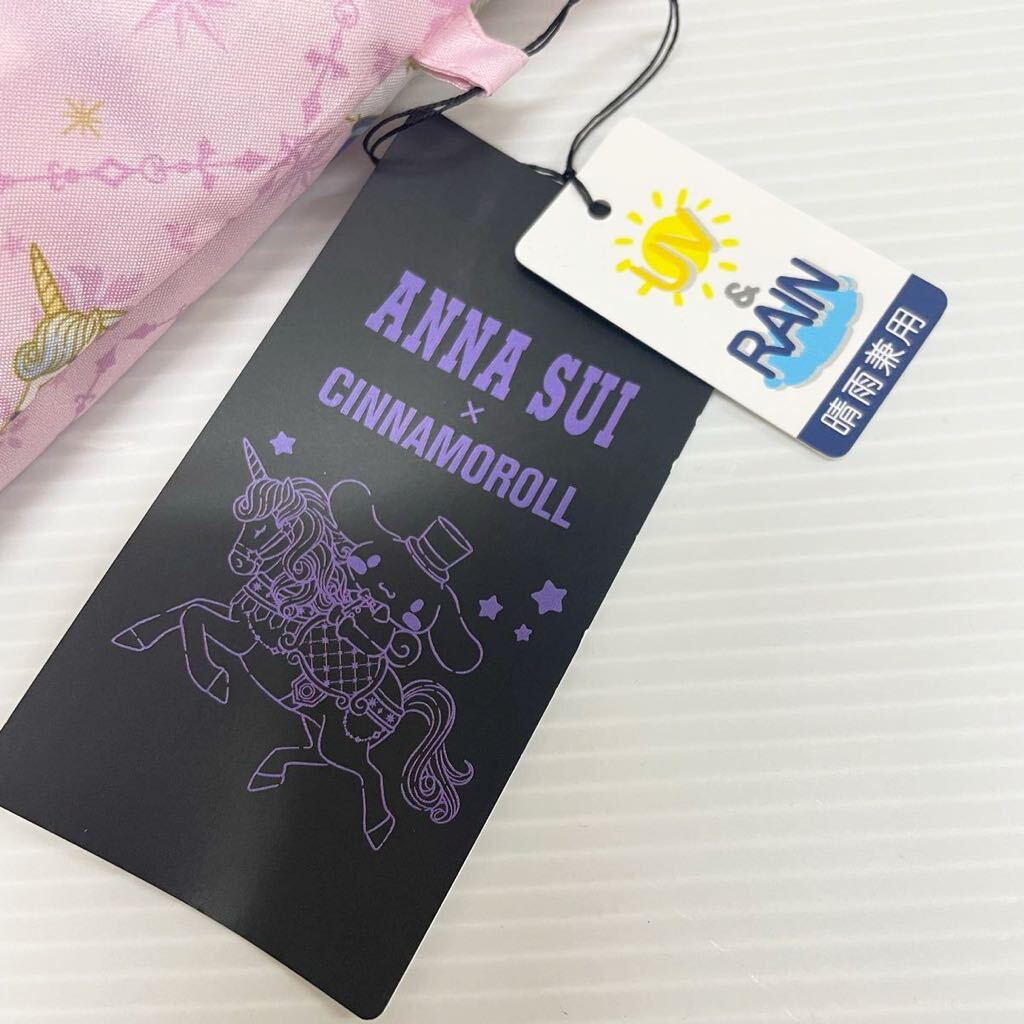 ANNA SUI
×
CINNAMOROLL
UV
&
RAIN
晴雨兼用